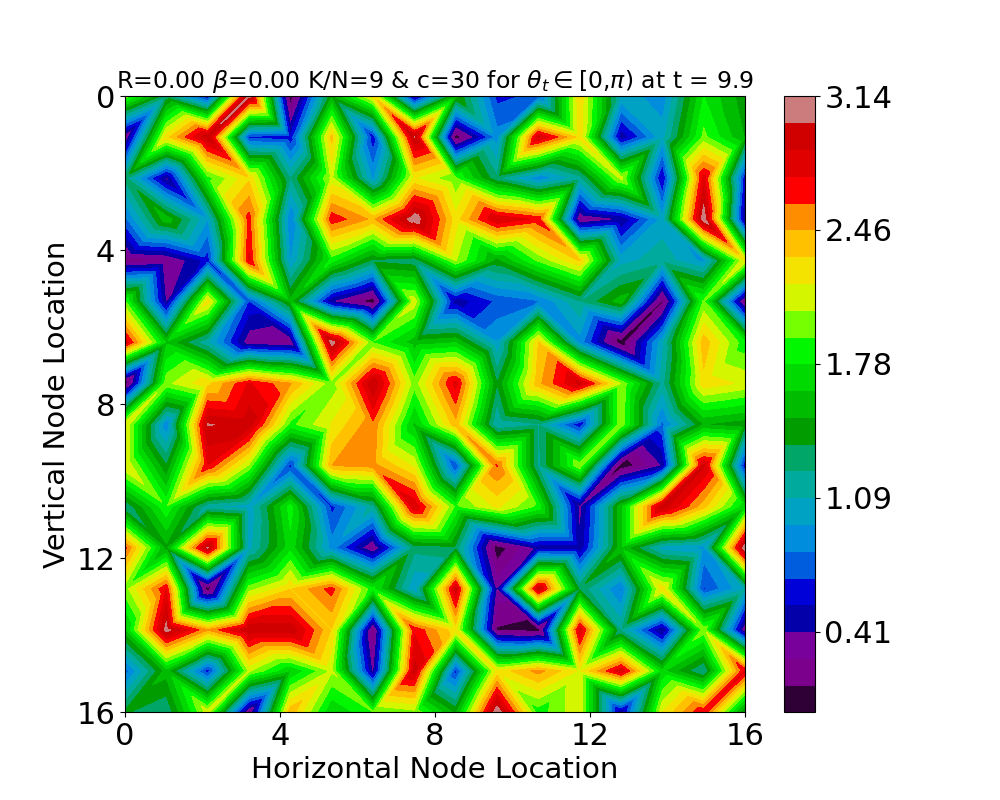 R=0.00 β=0.00 K/N=9 & c=30 for θₜ∈[0,π) at t = 9.9
0
4
8
12
16
0 4 8 12 16
Vertical Node Location
Horizontal Node Location
3.14
2.46
1.78
1.09
0.41